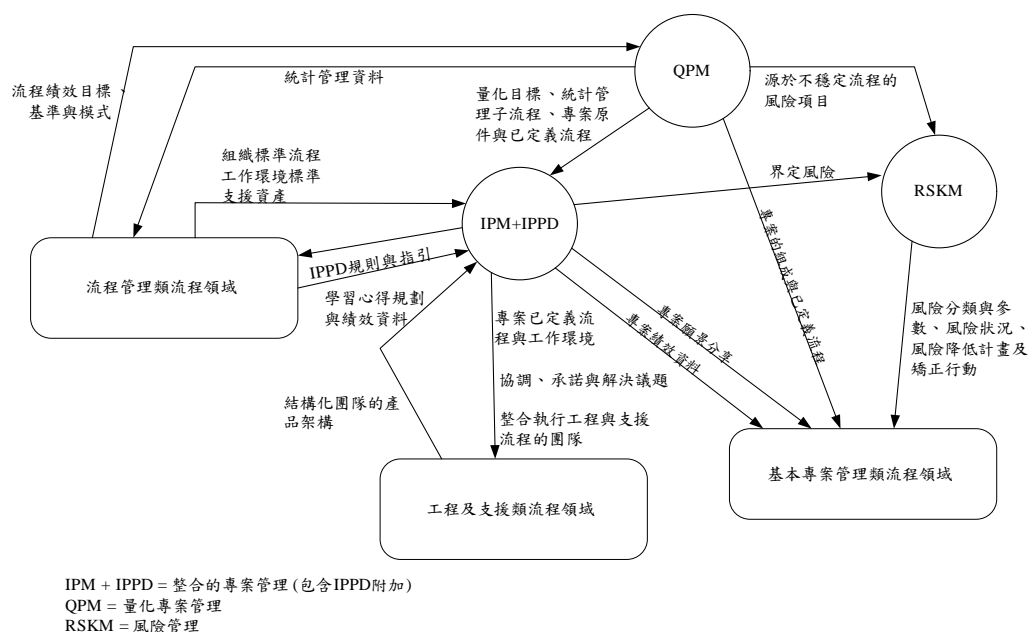 QPM
統計管理資料
流程績效目標、
基準與模式
量化目標、統計管
理子流程、專案原
件與已定義流程
源於不穩定流程的
風險項目
組織標準流程
工作環境標準
支援資產
界定風險
RSKM
IPM+IPPD
專案的組成與已定義流程
流程管理類流程領域
IPPD規則與指引
學習心得規劃
與績效資料
專案已定義流
程與工作環境
專案願景分享
專案績效資料
風險分類與參
數、風險狀況、
風險降低計畫及
矯正行動
協調、承諾與解決議題
結構化團隊的產
品架構
整合執行工程與支援
流程的團隊
工程及支援類流程領域
基本專案管理類流程領域
IPM + IPPD = 整合的專案管理 (包含IPPD附加)
QPM = 量化專案管理
RSKM = 風險管理